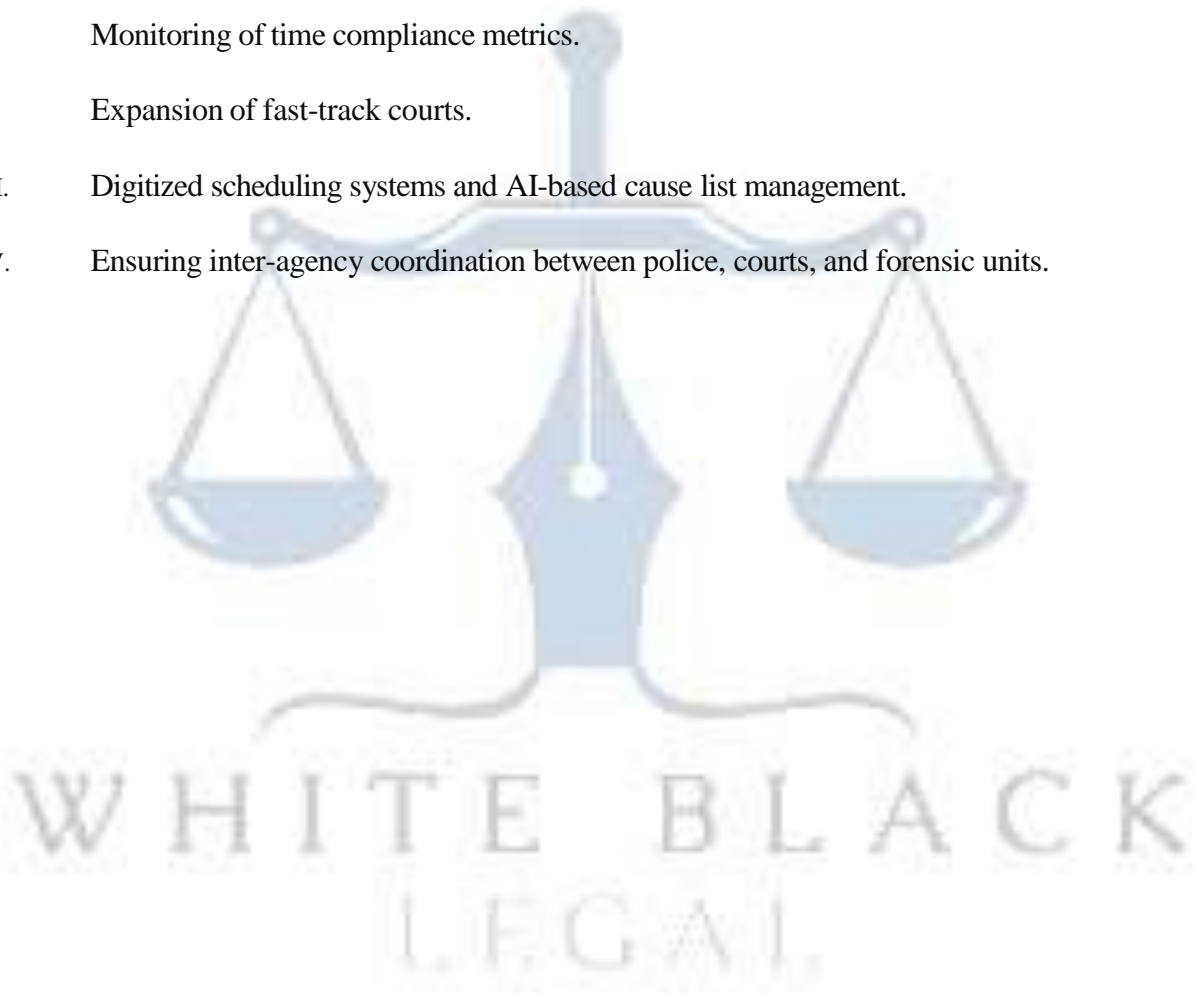 Monitoring of time compliance metrics.
Expansion of fast-track courts.
I. Digitized scheduling systems and AI-based cause list management.
Ensuring inter-agency coordination between police, courts, and forensic units.
WHITE BLACK
LEGAL